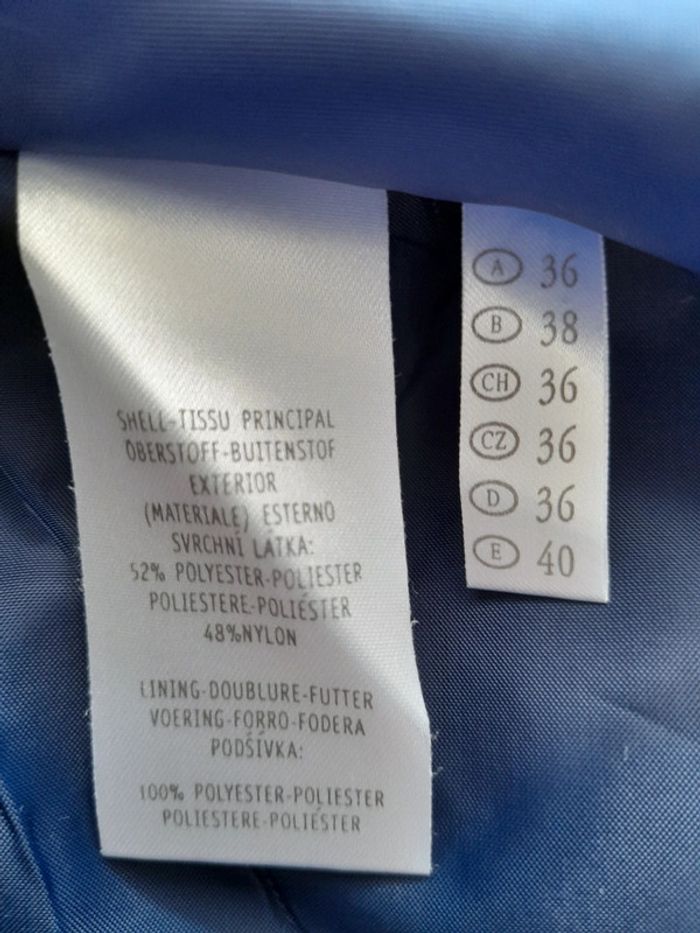 SHELL-TISSU PRINCIPAL
OBERSTOFF-BUITENSTOF
EXTERIOR
(MATERIALE) ESTERNO
SVRCHNÍ LÁTKA:
52% POLYESTER-POLIESTER
POLIESTERE-POLIÉSTER
48%NYLON
LINING-DOUBLURE-FUTTER
VOERING-FORRO-FODERA
PODŠÍVKA:
100% POLYESTER-POLIESTER
POLIESTERE-POLIÉSTER
A 36
B 38
CH 36
CZ 36
D 36
E 40